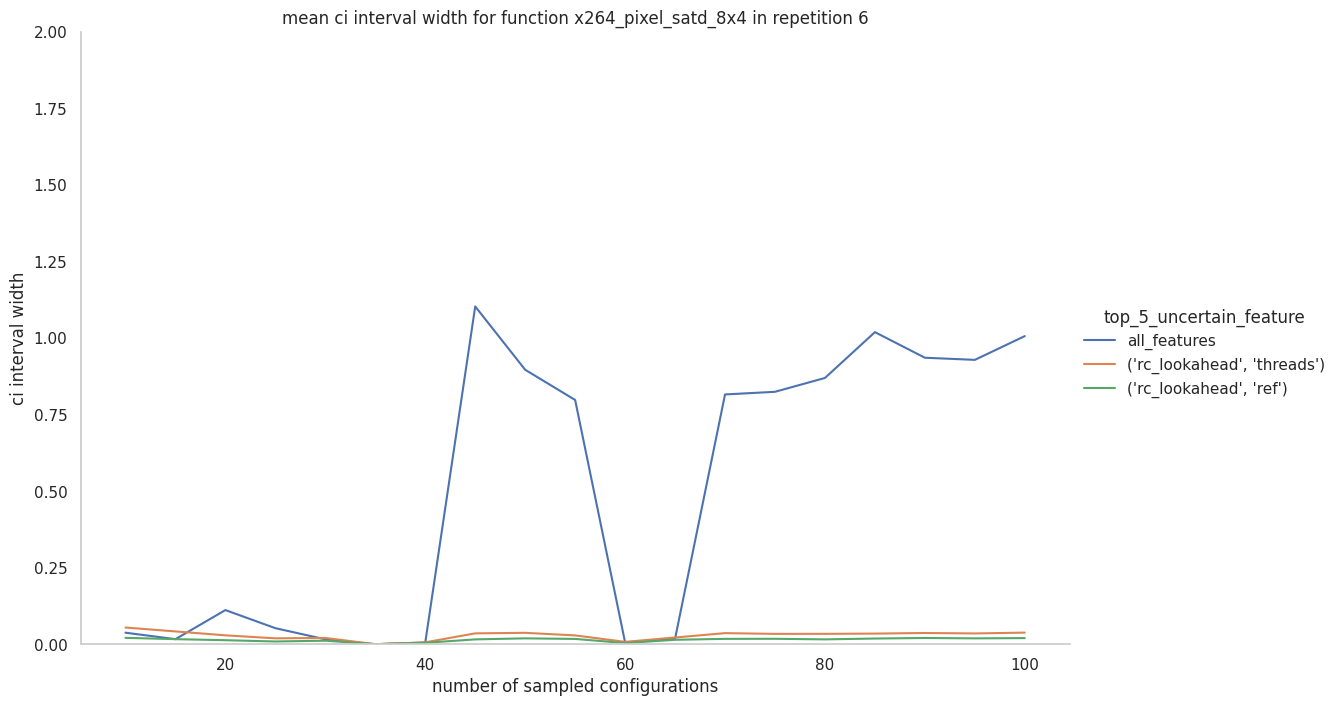 mean ci interval width for function x264_pixel_satd_8x4 in repetition 6
2.00
1.75
1.50
1.25
1.00
0.75
0.50
0.25
0.00
ci interval width
20
40
60
80
100
number of sampled configurations
top_5_uncertain_feature
all_features
('rc_lookahead', 'threads')
('rc_lookahead', 'ref')